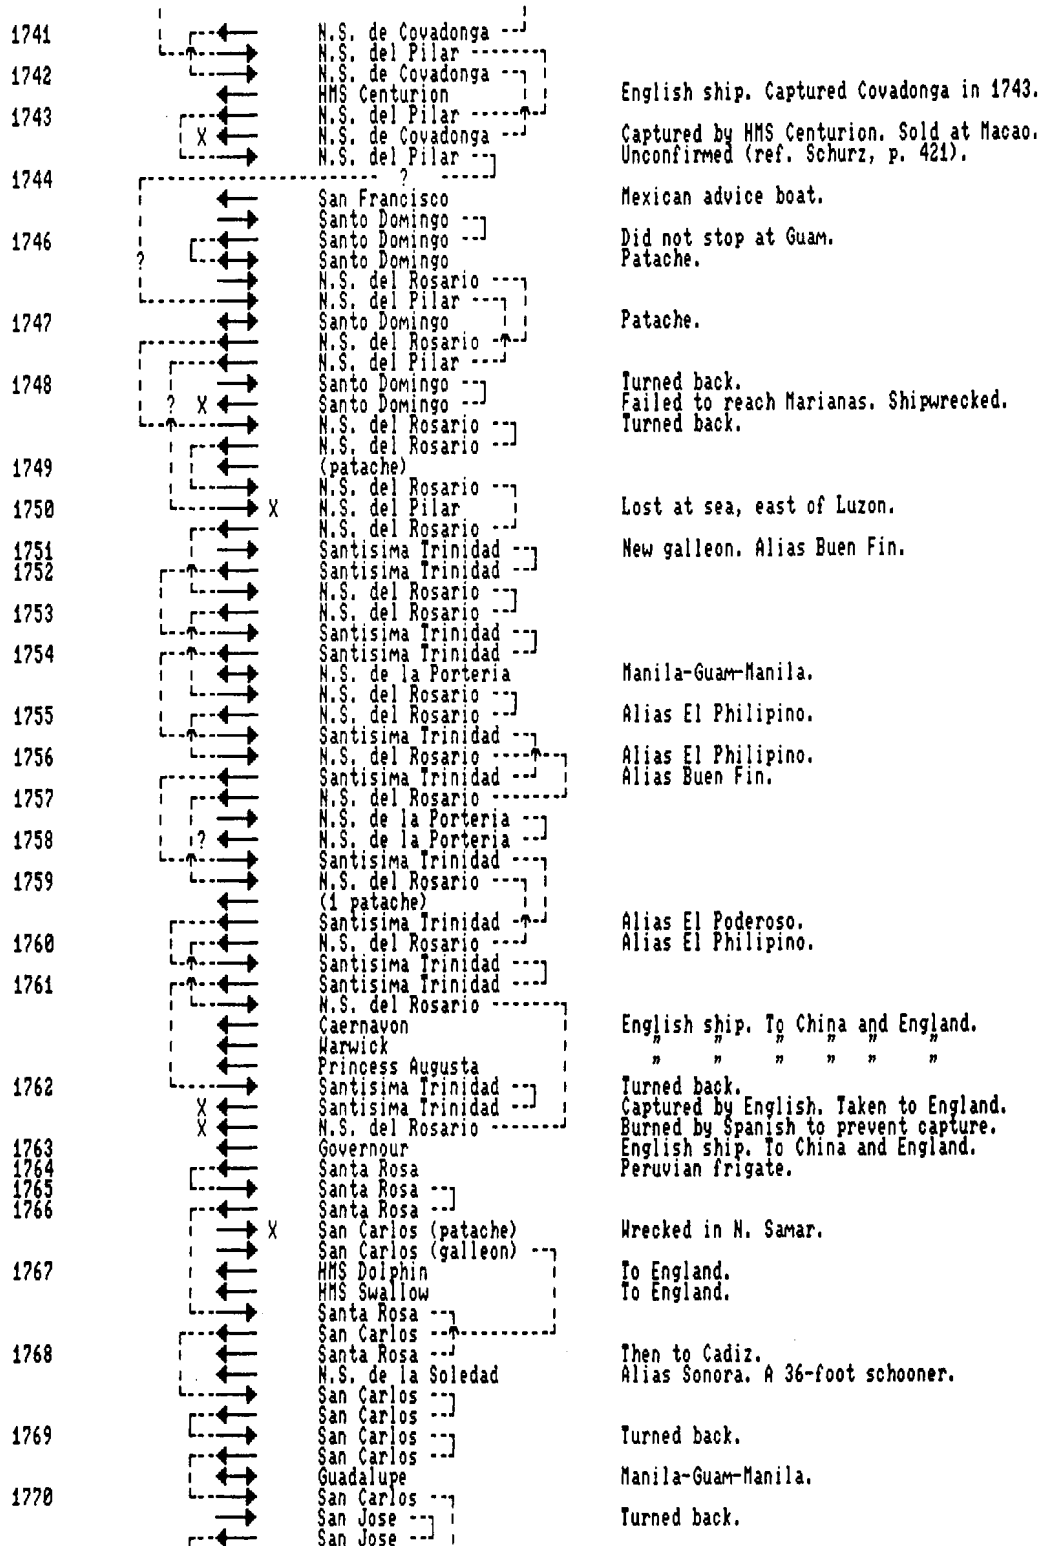 1741 N.S. de Covadonga
N.S. del Pilar
1742 N.S. de Covadonga
HMS Centurion English ship. Captured Covadonga in 1743.
1743 N.S. del Pilar
X N.S. de Covadonga Captured by HMS Centurion. Sold at Macao.
N.S. del Pilar Unconfirmed (ref. Schurz, p. 421).
1744 ?
San Francisco Mexican advice boat.
Santo Domingo
1746 Santo Domingo Did not stop at Guam.
? Santo Domingo Patache.
N.S. del Rosario
N.S. del Pilar
1747 Santo Domingo Patache.
N.S. del Rosario
N.S. del Pilar
1748 Santo Domingo Turned back.
? X Santo Domingo Failed to reach Marianas. Shipwrecked.
N.S. del Rosario Turned back.
N.S. del Rosario
1749 (patache)
N.S. del Rosario
1750 X N.S. del Pilar Lost at sea, east of Luzon.
N.S. del Rosario
1751 Santisima Trinidad New galleon. Alias Buen Fin.
1752 Santisima Trinidad
N.S. del Rosario
1753 N.S. del Rosario
Santisima Trinidad
1754 Santisima Trinidad
N.S. de la Porteria Manila-Guam-Manila.
N.S. del Rosario
1755 N.S. del Rosario Alias El Philipino.
Santisima Trinidad
1756 N.S. del Rosario Alias El Philipino.
Santisima Trinidad Alias Buen Fin.
1757 N.S. del Rosario
N.S. de la Porteria
1758 ? N.S. de la Porteria
Santisima Trinidad
1759 N.S. del Rosario
(1 patache)
Santisima Trinidad Alias El Poderoso.
1760 N.S. del Rosario Alias El Philipino.
Santisima Trinidad
1761 Santisima Trinidad
N.S. del Rosario
Caernavon English ship. To China and England.
Warwick " " " " " "
Princess Augusta " " " " " "
1762 Santisima Trinidad Turned back.
X Santisima Trinidad Captured by English. Taken to England.
X N.S. del Rosario Burned by Spanish to prevent capture.
1763 Governour English ship. To China and England.
1764 Santa Rosa Peruvian frigate.
1765 Santa Rosa
1766 Santa Rosa
X San Carlos (patache) Wrecked in N. Samar.
San Carlos (galleon)
1767 HMS Dolphin To England.
HMS Swallow To England.
Santa Rosa
San Carlos
1768 Santa Rosa Then to Cadiz.
N.S. de la Soledad Alias Sonora. A 36-foot schooner.
San Carlos
San Carlos
1769 San Carlos Turned back.
San Carlos
Guadalupe Manila-Guam-Manila.
1770 San Carlos
San Jose Turned back.
San Jose